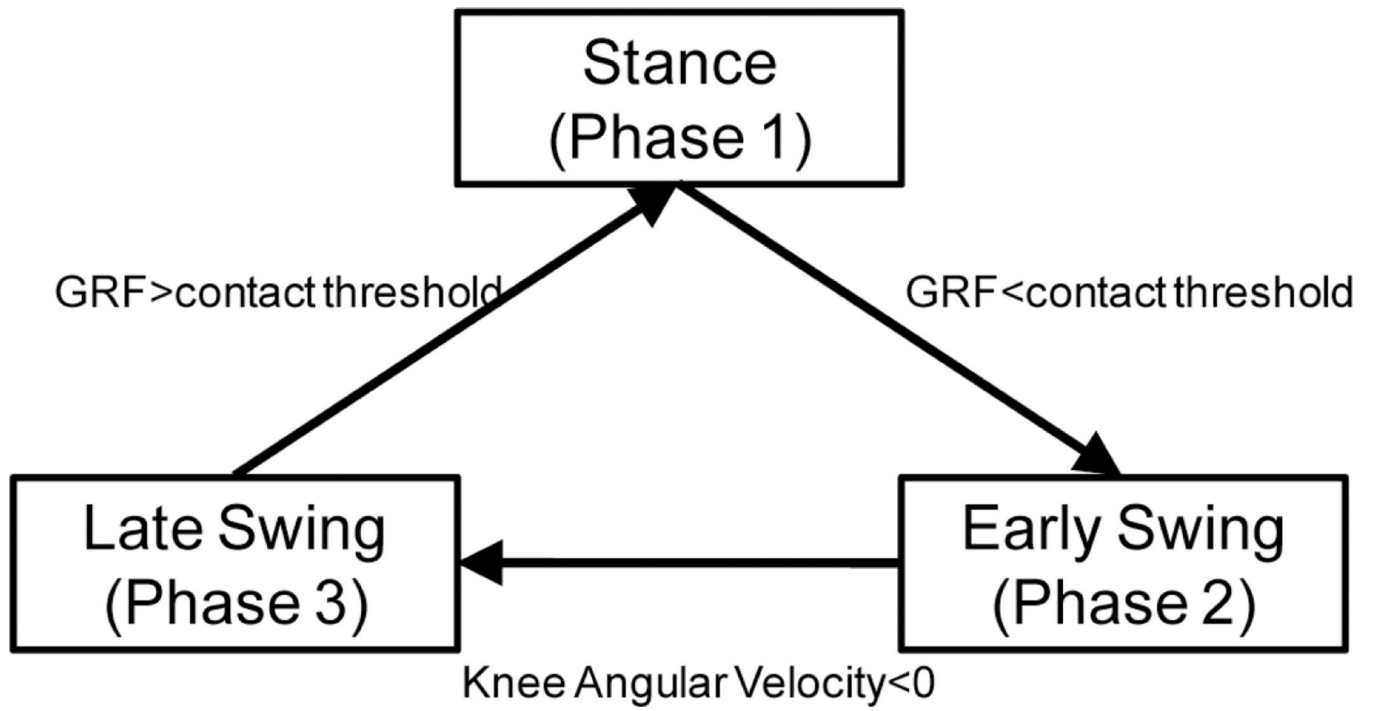 Stance
(Phase 1)
GRF>contact threshold
GRF<contact threshold
Late Swing
(Phase 3)
Early Swing
(Phase 2)
Knee Angular Velocity<0